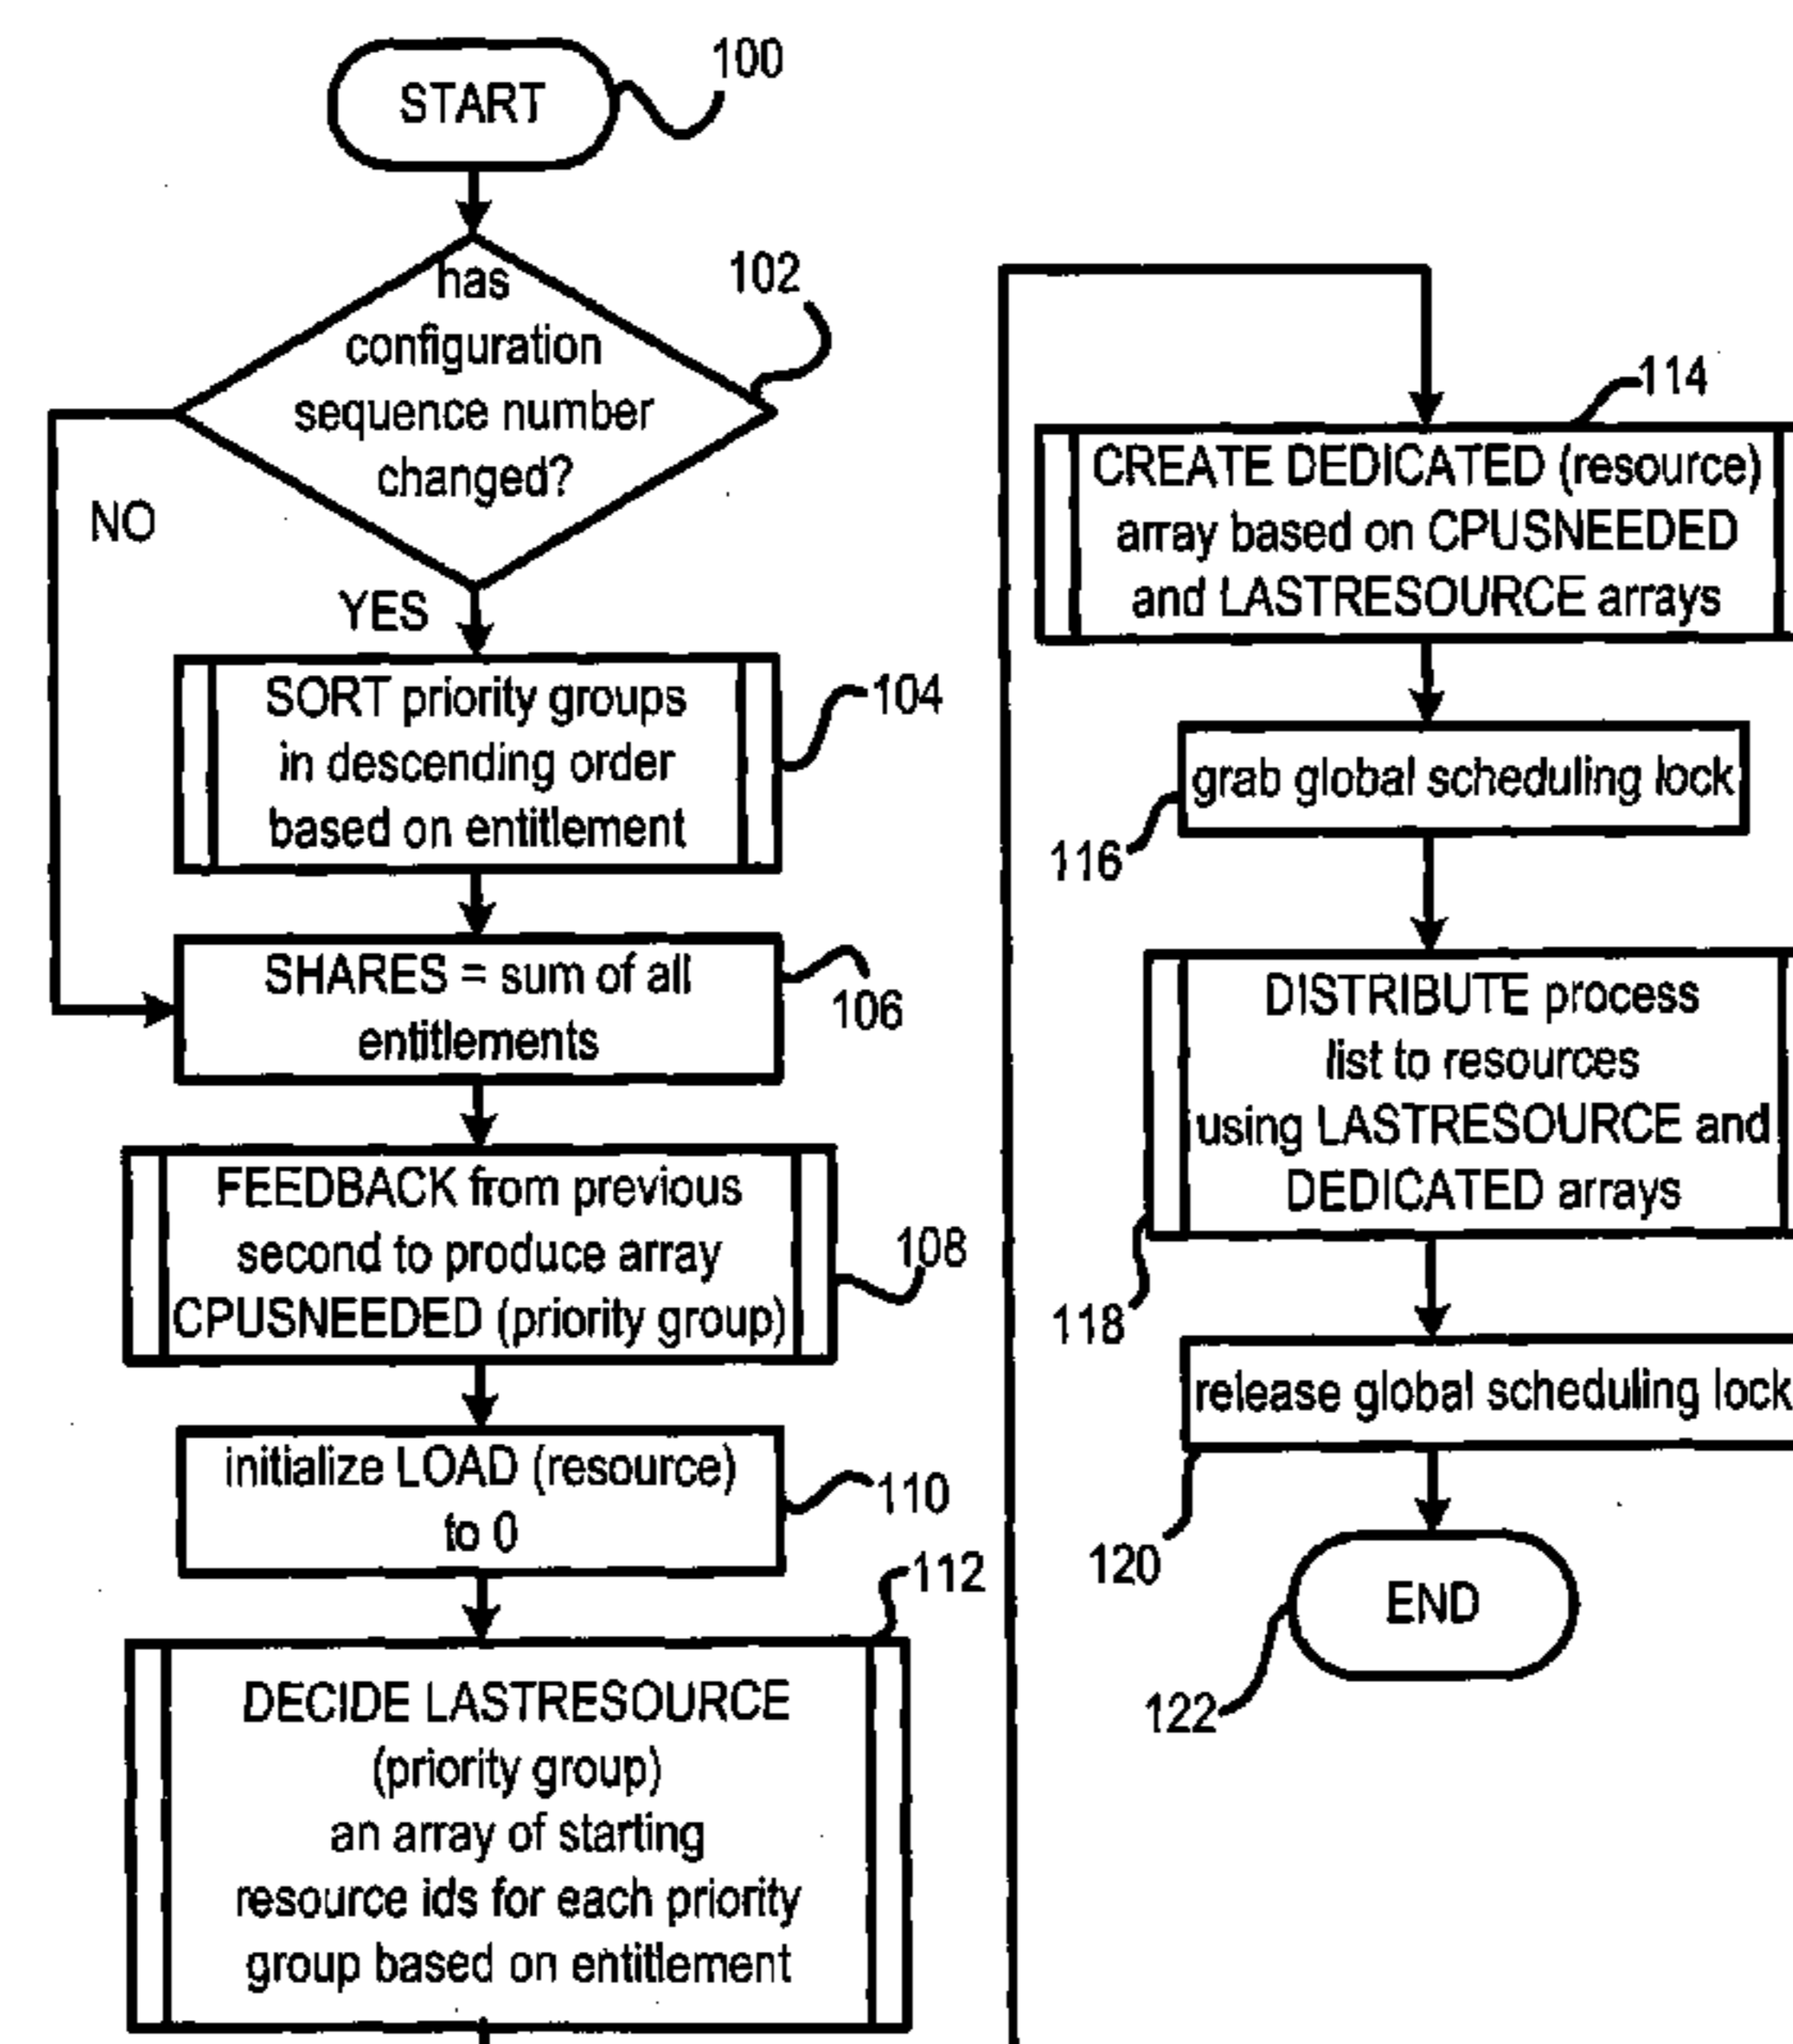 START
100
has
configuration
sequence number
changed?
102
NO
YES
SORT priority groups
in descending order
based on entitlement
104
SHARES = sum of all
entitlements
106
FEEDBACK from previous
second to produce array
CPUSNEEDED (priority group)
108
initialize LOAD (resource)
to 0
110
112
DECIDE LASTRESOURCE
(priority group)
an array of starting
resource ids for each priority
group based on entitlement
114
CREATE DEDICATED (resource)
array based on CPUSNEEDED
and LASTRESOURCE arrays
grab global scheduling lock
116
DISTRIBUTE process
list to resources
using LASTRESOURCE and
DEDICATED arrays
118
release global scheduling lock
120
END
122